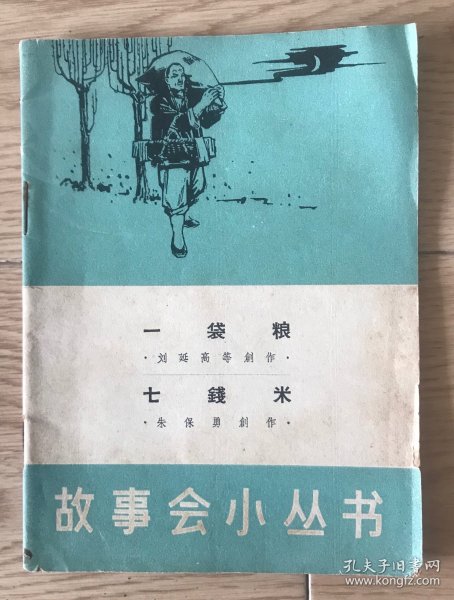 一袋粮
·刘延高等創作·
七錢米
·朱保勇創作·
故事会小丛书
孔夫子旧书网
www.kongfz.com